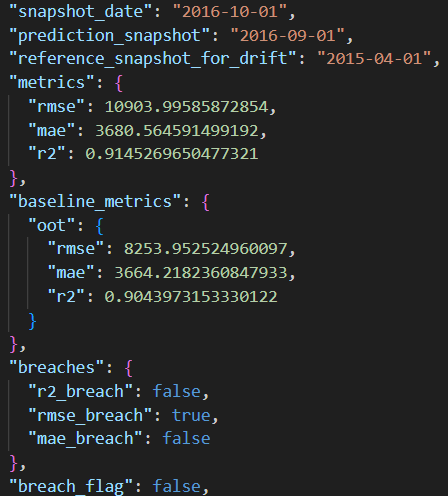 "snapshot_date": "2016-10-01",
"prediction_snapshot": "2016-09-01",
"reference_snapshot_for_drift": "2015-04-01",
"metrics": {
"rmse": 10903.99585872854,
"mae": 3680.564591499192,
"r2": 0.9145269650477321
},
"baseline_metrics": {
"oot": {
"rmse": 8253.952524960097,
"mae": 3664.2182360847933,
"r2": 0.9043973153330122
}
},
"breaches": {
"r2_breach": false,
"rmse_breach": true,
"mae_breach": false
},
"breach_flag": false,